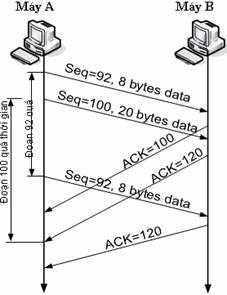 Máy A
Máy B
Seq=92, 8 bytes data
Seq=100, 20 bytes data
Đoạn 100 quá thời gian
Đoạn 92 quá
ACK=100
ACK=120
Seq=92, 8 bytes data
ACK=120